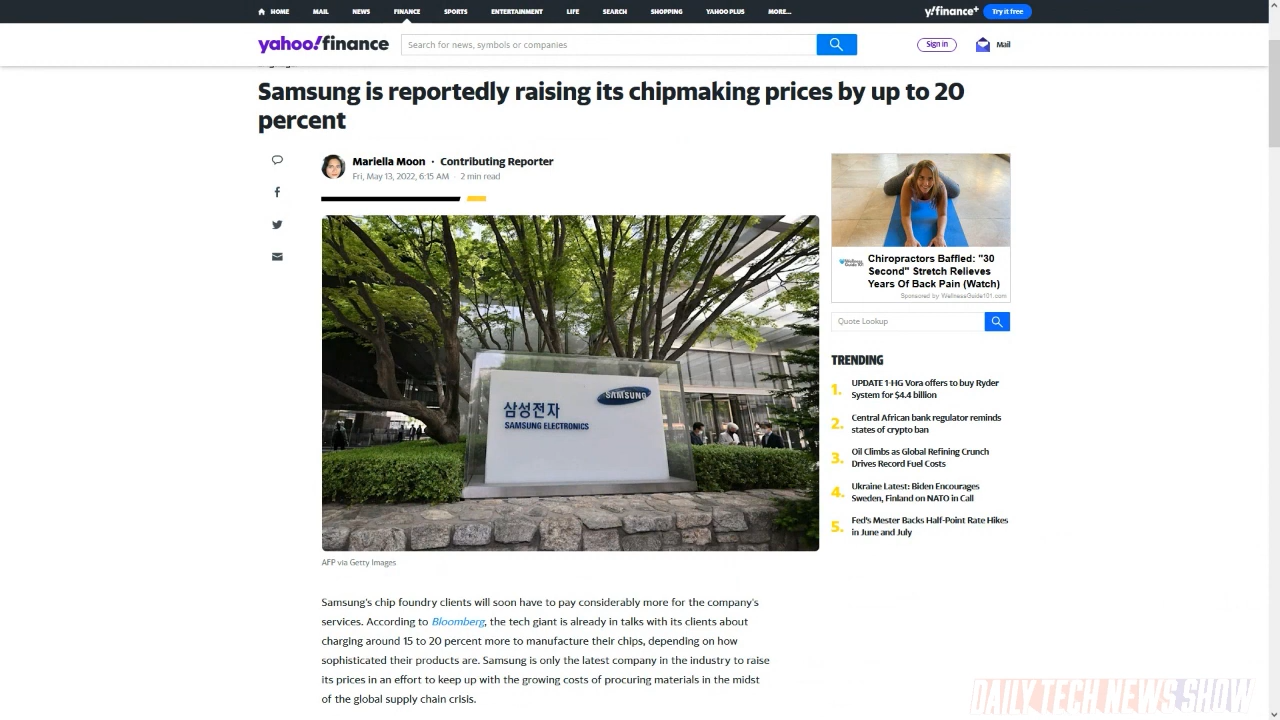 HOME MAIL NEWS FINANCE SPORTS ENTERTAINMENT LIFE SEARCH SHOPPING YAHOO PLUS MORE... y!finance+ Try it free
yahoo!finance Search for news, symbols or companies Sign in Mail
Samsung is reportedly raising its chipmaking prices by up to 20
percent
Mariella Moon · Contributing Reporter
Fri, May 13, 2022, 6:15 AM · 2 min read
SAMSUNG
삼성전자
SAMSUNG ELECTRONICS
AFP via Getty Images
Samsung's chip foundry clients will soon have to pay considerably more for the company's
services. According to Bloomberg, the tech giant is already in talks with its clients about
charging around 15 to 20 percent more to manufacture their chips, depending on how
sophisticated their products are. Samsung is only the latest company in the industry to raise
its prices in an effort to keep up with the growing costs of procuring materials in the midst
of the global supply chain crisis.
Chiropractors Baffled: "30
Second" Stretch Relieves
Years Of Back Pain (Watch)
Sponsored by WellnessGuide101.com
Quote Lookup
TRENDING
1. UPDATE 1-HG Vora offers to buy Ryder
System for $4.4 billion
2. Central African bank regulator reminds
states of crypto ban
3. Oil Climbs as Global Refining Crunch
Drives Record Fuel Costs
4. Ukraine Latest: Biden Encourages
Sweden, Finland on NATO in Call
5. Fed's Mester Backs Half-Point Rate Hikes
in June and July
DAILY TECH NEWS SHOW